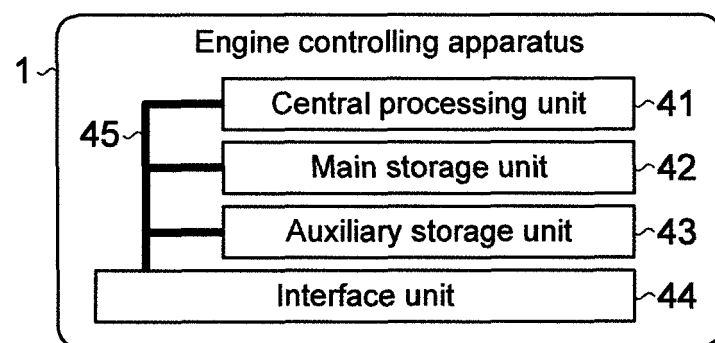 Engine controlling apparatus
1
Central processing unit 41
45
Main storage unit 42
Auxiliary storage unit 43
Interface unit 44